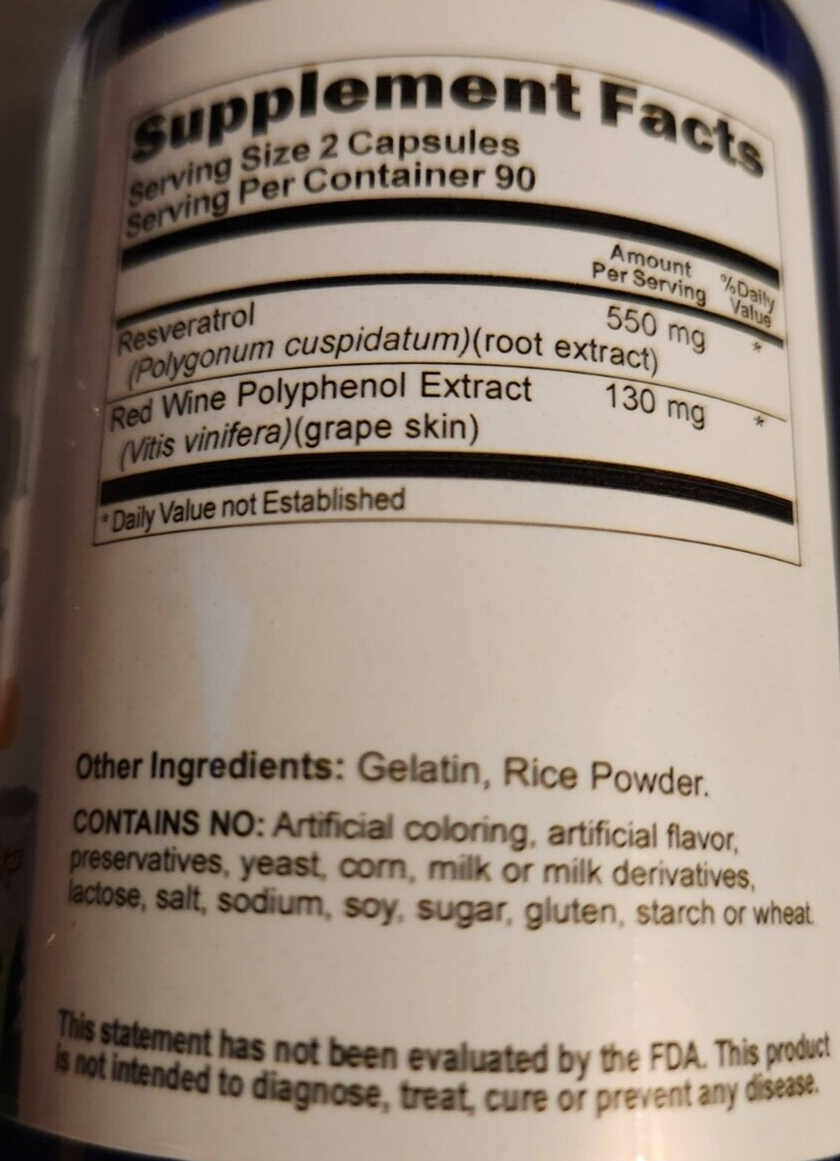 Supplement Facts
Serving Size 2 Capsules
Serving Per Container 90
Amount Per Serving
%Daily Value
Resveratrol 550 mg *
(Polygonum cuspidatum)(root extract)
Red Wine Polyphenol Extract 130 mg *
(Vitis vinifera)(grape skin)
* Daily Value not Established
Other Ingredients: Gelatin, Rice Powder.
CONTAINS NO: Artificial coloring, artificial flavor,
preservatives, yeast, corn, milk or milk derivatives,
lactose, salt, sodium, soy, sugar, gluten, starch or wheat.
This statement has not been evaluated by the FDA. This product
is not intended to diagnose, treat, cure or prevent any disease.